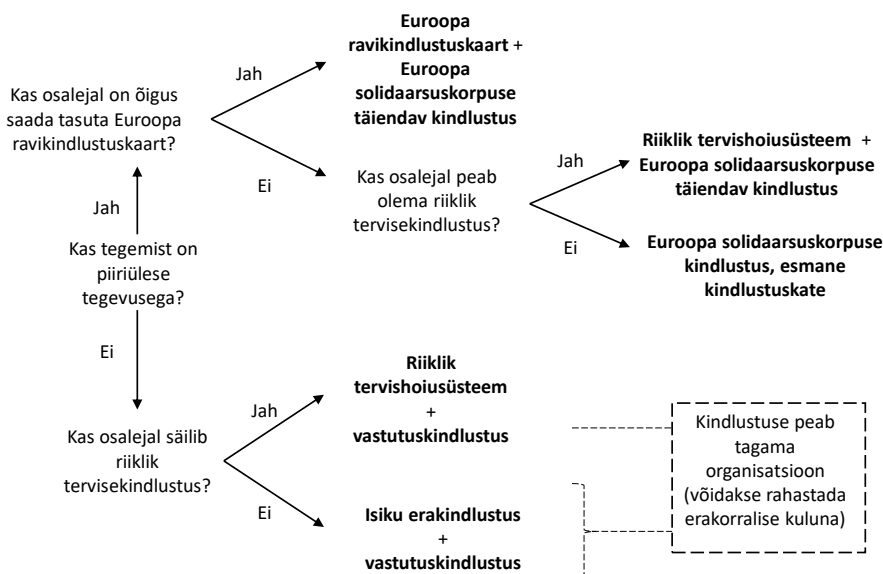 Euroopa
ravikindlustuskaart +
Euroopa
solidaarsuskorpuse
täiendav kindlustus
Jah
Kas osalejal on õigus
saada tasuta Euroopa
ravikindlustuskaart?
Ei
Kas osalejal peab
olema riiklik
tervisekindlustus?
Jah
Riiklik tervishoiusüsteem +
Euroopa solidaarsuskorpuse
täiendav kindlustus
Ei
Euroopa solidaarsuskorpuse
kindlustus, esmane
kindlustuskate
Jah
Kas tegemist on
piiriülese
tegevusega?
Ei
Kas osalejal säilib
riiklik
tervisekindlustus?
Jah
Riiklik
tervishoiusüsteem
+
vastutuskindlustus
Ei
Isiku erakindlustus
+
vastutuskindlustus
Kindlustuse peab
tagama
organisatsioon
(võidakse rahastada
erakorralise kuluna)